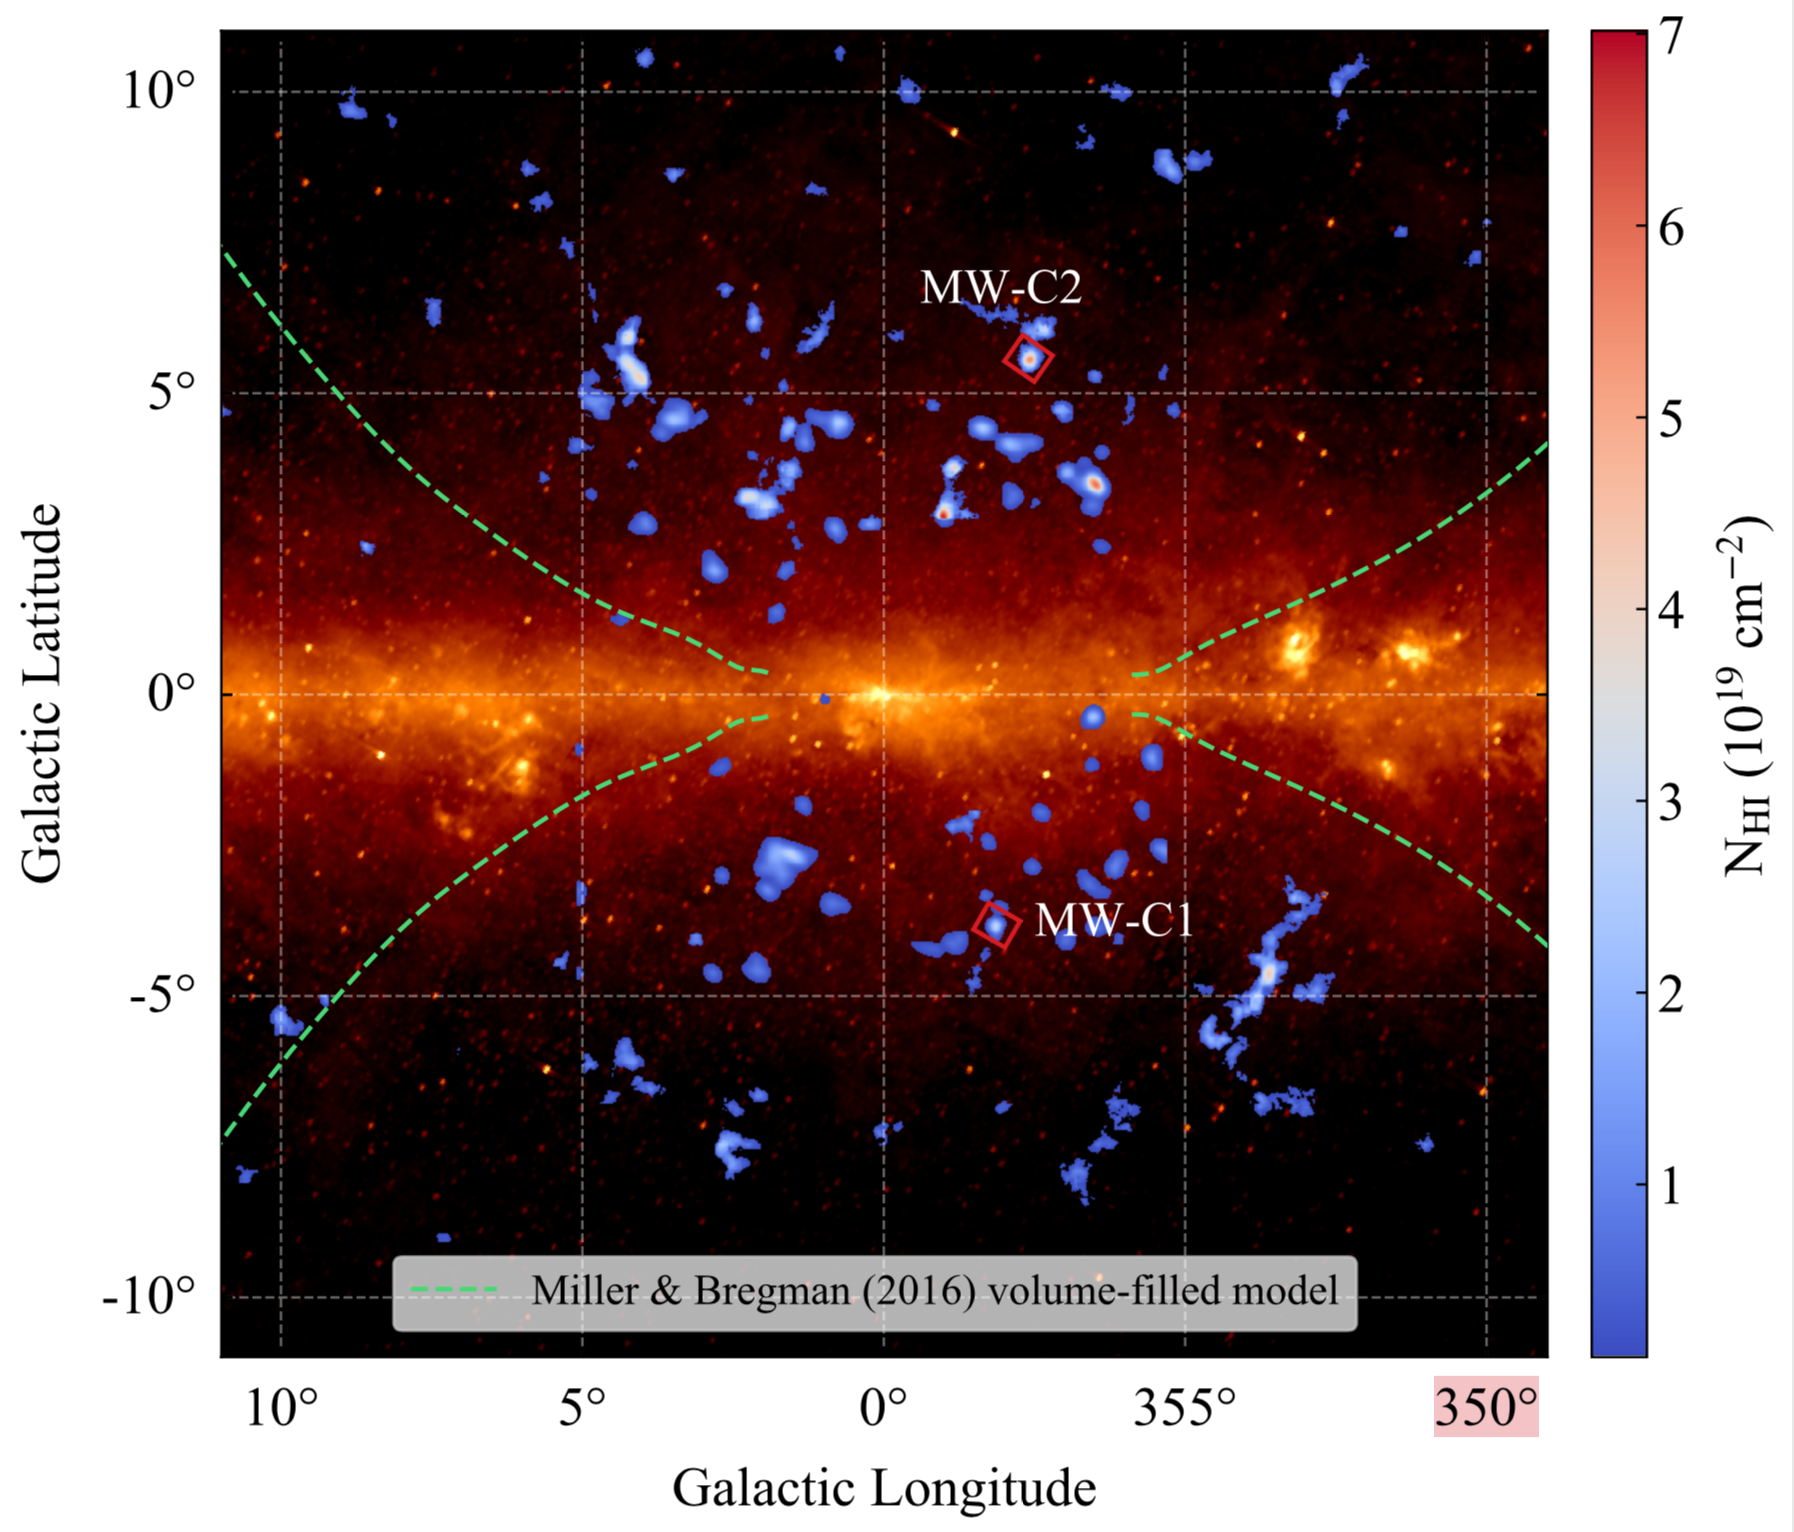 10°
5°
0°
-5°
-10°
Galactic Latitude
MW-C2
MW-C1
Miller & Bregman (2016) volume-filled model
10°
5°
0°
355°
350°
Galactic Longitude
7
6
5
4
3
2
1
N_HI (10^19 cm^−2)